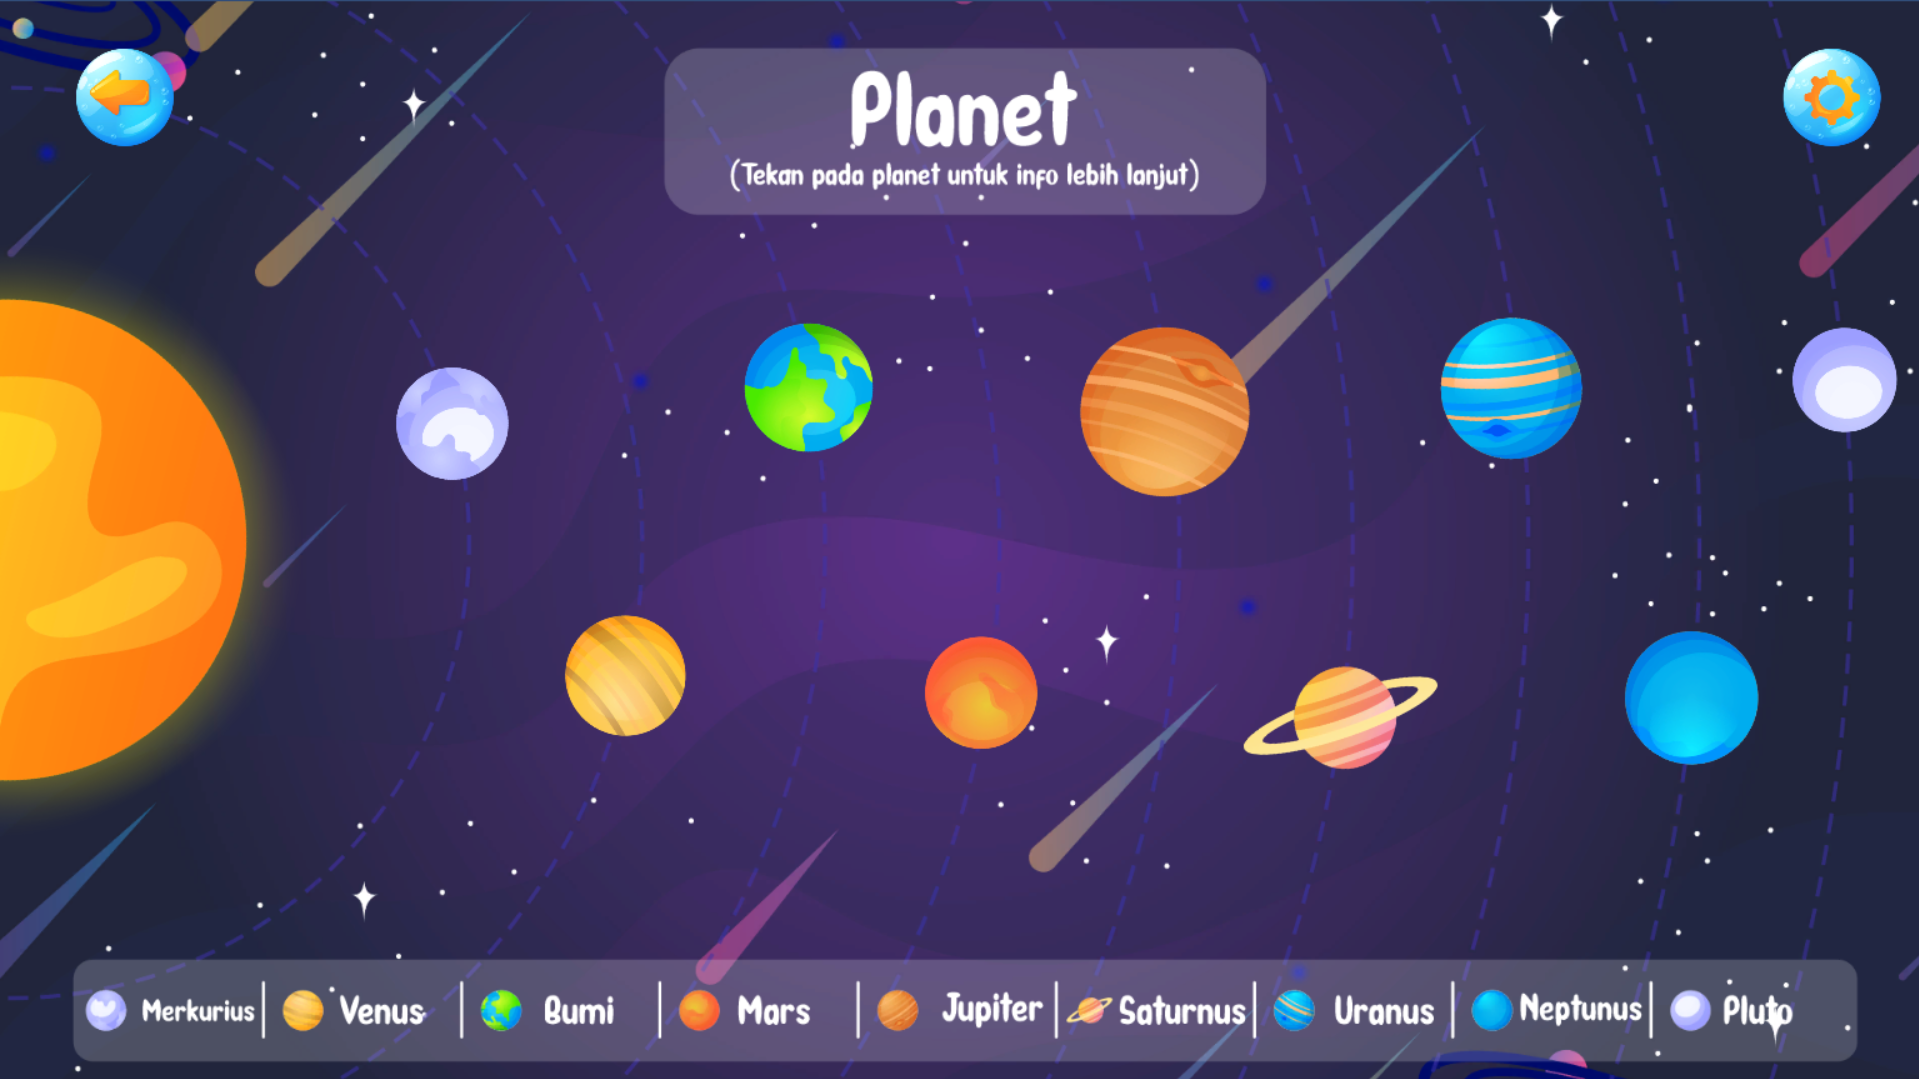 Planet
(Tekan pada planet untuk info lebih lanjut)
Merkurius
Venus
Bumi
Mars
Jupiter
Saturnus
Uranus
Neptunus
Pluto